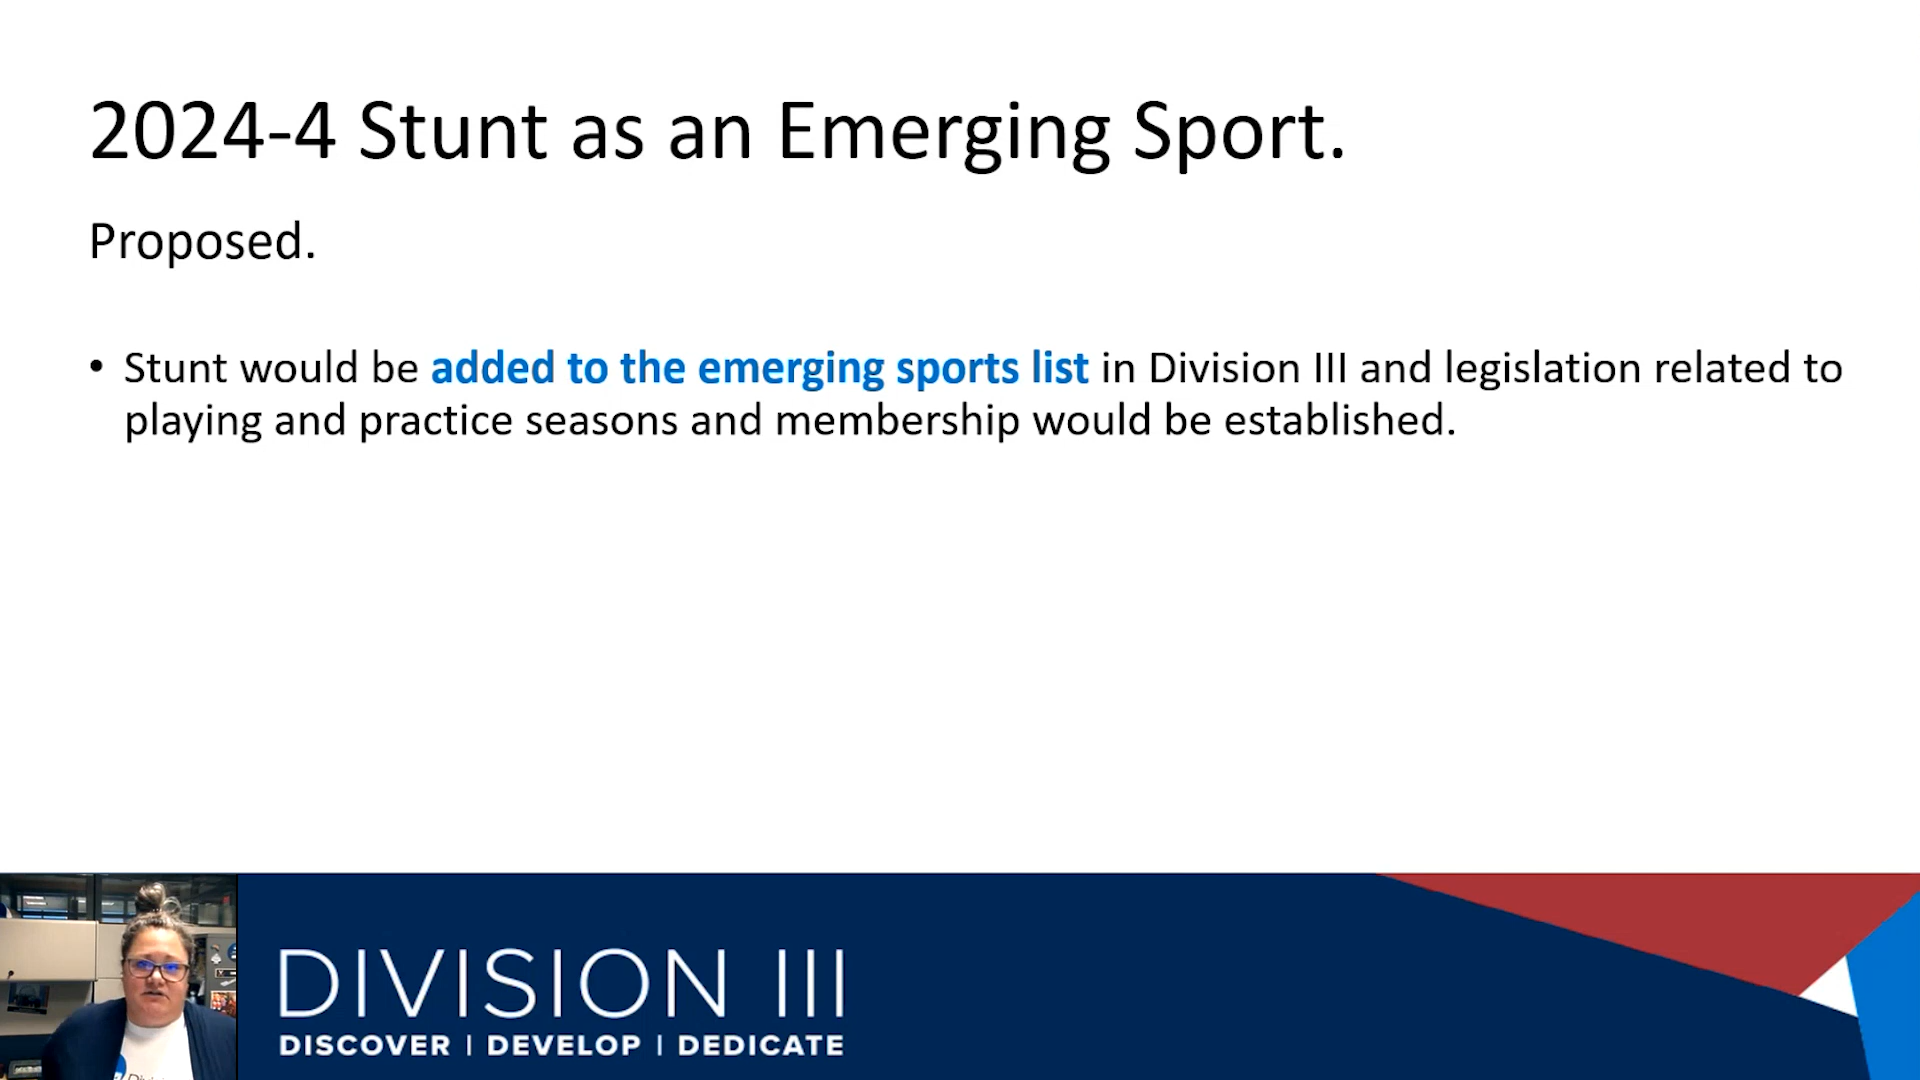 2024-4 Stunt as an Emerging Sport.
Proposed.
• Stunt would be added to the emerging sports list in Division III and legislation related to
playing and practice seasons and membership would be established.
DIVISION III
DISCOVER | DEVELOP | DEDICATE